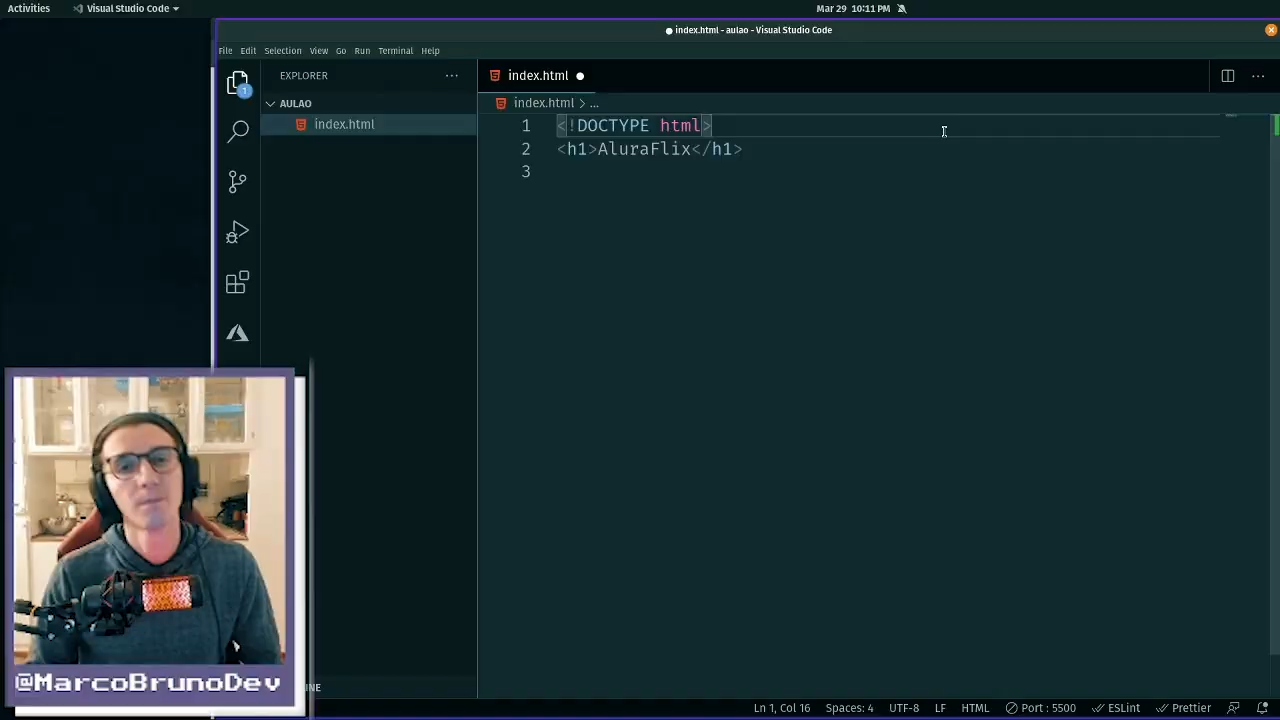 Activities
Visual Studio Code
Mar 29 10:11 PM
index.html - aulao - Visual Studio Code
File Edit Selection View Go Run Terminal Help
EXPLORER
index.html
1
AULAO
index.html > ...
index.html
1 <!DOCTYPE html>
2 <h1>AluraFlix</h1>
3
@MarcoBrunoDev
INE
Ln 1, Col 16 Spaces: 4 UTF-8 LF HTML Port : 5500 ESLint Prettier